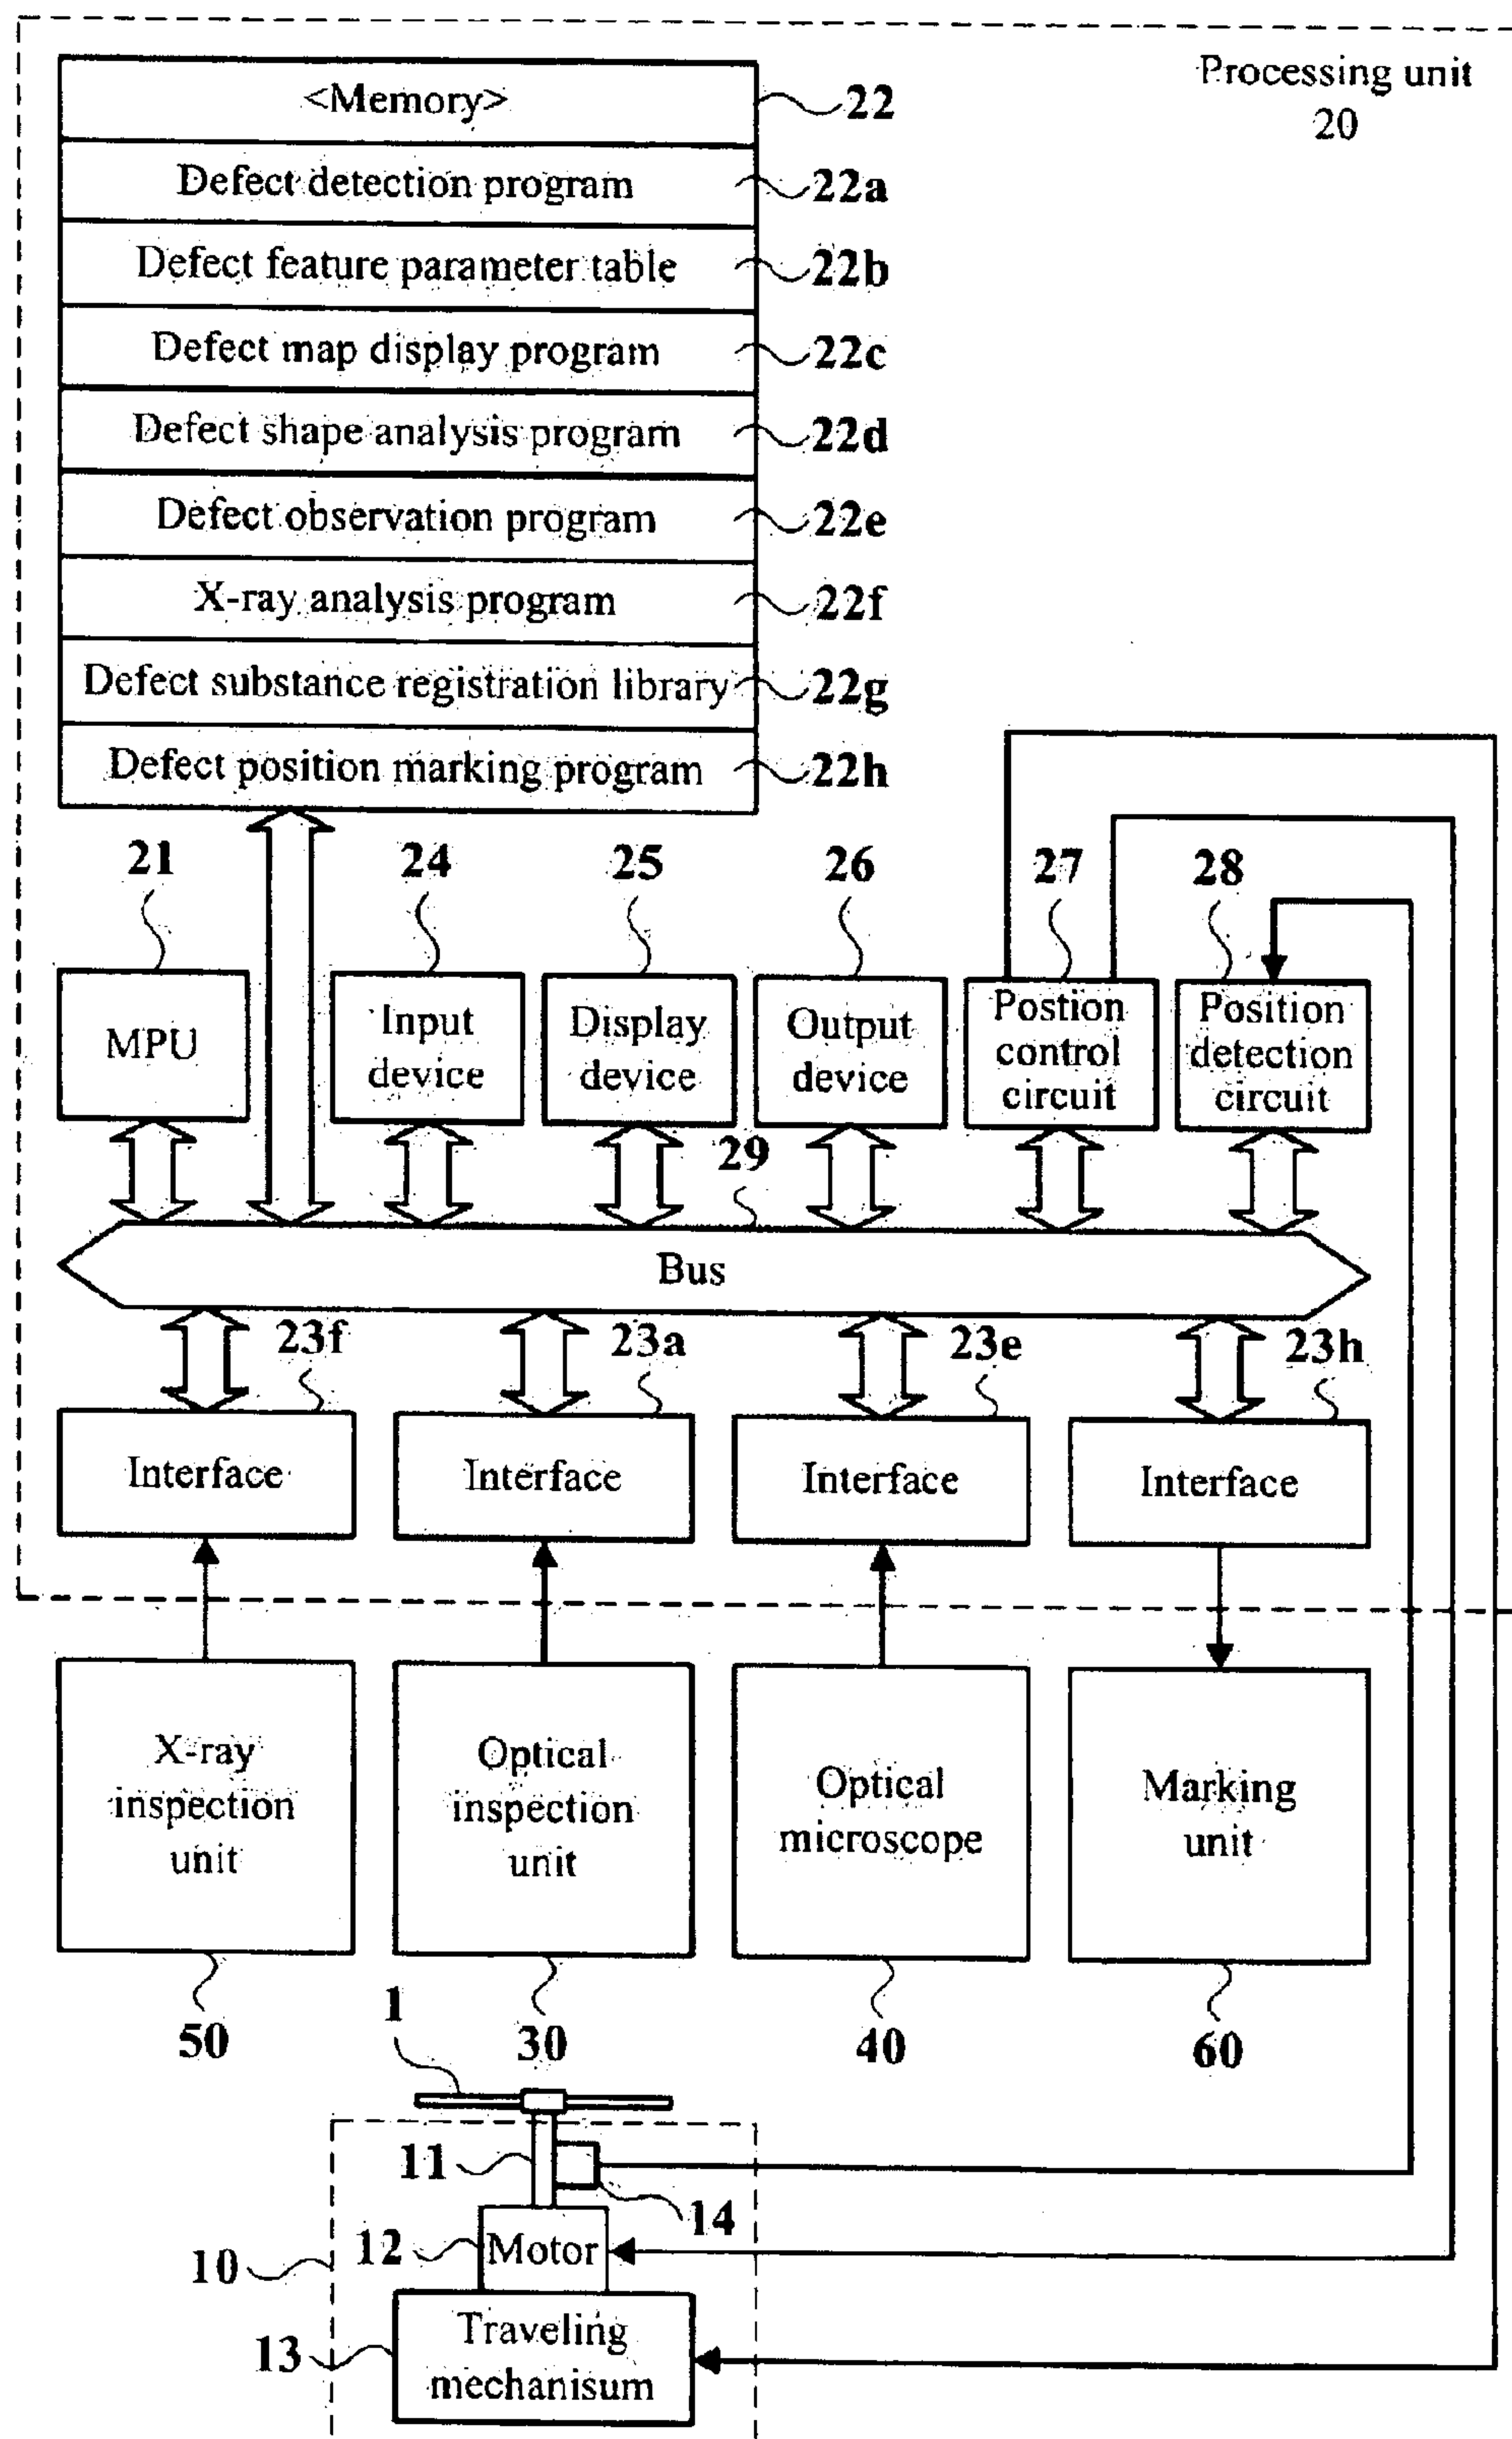 Processing unit
20
<Memory>
22
Defect detection program
22a
Defect feature parameter table
22b
Defect map display program
22c
Defect shape analysis program
22d
Defect observation program
22e
X-ray analysis program
22f
Defect substance registration library
22g
Defect position marking program
22h
21
24
25
26
27
28
MPU
Input
device
Display
device
Output
device
Postion
control
circuit
Position
detection
circuit
29
Bus
23f
23a
23e
23h
Interface
Interface
Interface
Interface
X-ray
inspection
unit
Optical
inspection
unit
Optical
microscope
Marking
unit
50
30
40
60
1
11
14
12
Motor
10
13
Traveling
mechanisum